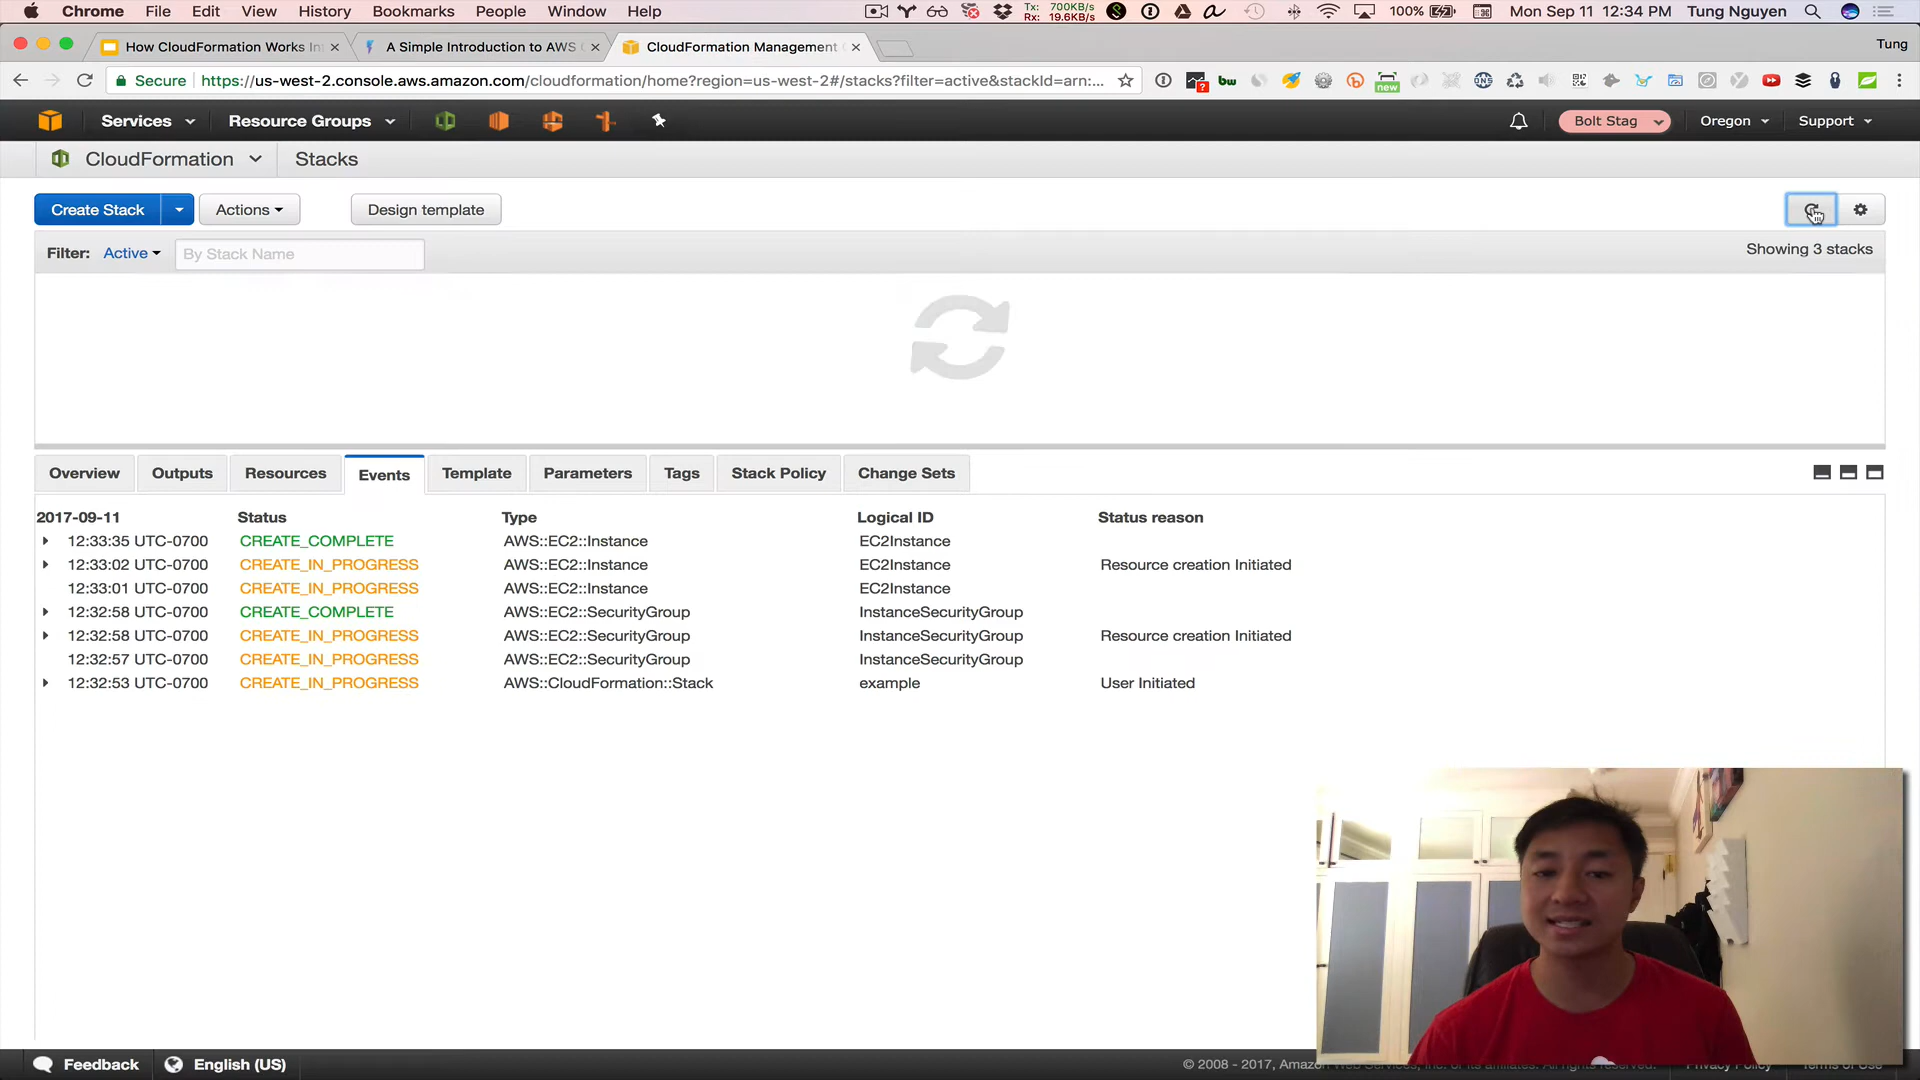 Chrome File Edit View History Bookmarks People Window Help Tx: 700KB/s Rx: 19.6KB/s 100% Mon Sep 11 12:34 PM Tung Nguyen
How CloudFormation Works In A Simple Introduction to AWS CloudFormation Management Tung
Secure https://us-west-2.console.aws.amazon.com/cloudformation/home?region=us-west-2#/stacks?filter=active&stackId=arn:... new
Services Resource Groups Bolt Stag Oregon Support
CloudFormation Stacks
Create Stack Actions Design template
Filter: Active By Stack Name Showing 3 stacks
Overview Outputs Resources Events Template Parameters Tags Stack Policy Change Sets
2017-09-11 Status Type Logical ID Status reason
12:33:35 UTC-0700 CREATE_COMPLETE AWS::EC2::Instance EC2Instance
12:33:02 UTC-0700 CREATE_IN_PROGRESS AWS::EC2::Instance EC2Instance Resource creation Initiated
12:33:01 UTC-0700 CREATE_IN_PROGRESS AWS::EC2::Instance EC2Instance
12:32:58 UTC-0700 CREATE_COMPLETE AWS::EC2::SecurityGroup InstanceSecurityGroup
12:32:58 UTC-0700 CREATE_IN_PROGRESS AWS::EC2::SecurityGroup InstanceSecurityGroup Resource creation Initiated
12:32:57 UTC-0700 CREATE_IN_PROGRESS AWS::EC2::SecurityGroup InstanceSecurityGroup
12:32:53 UTC-0700 CREATE_IN_PROGRESS AWS::CloudFormation::Stack example User Initiated
Feedback English (US) © 2008 - 2017, Amazon